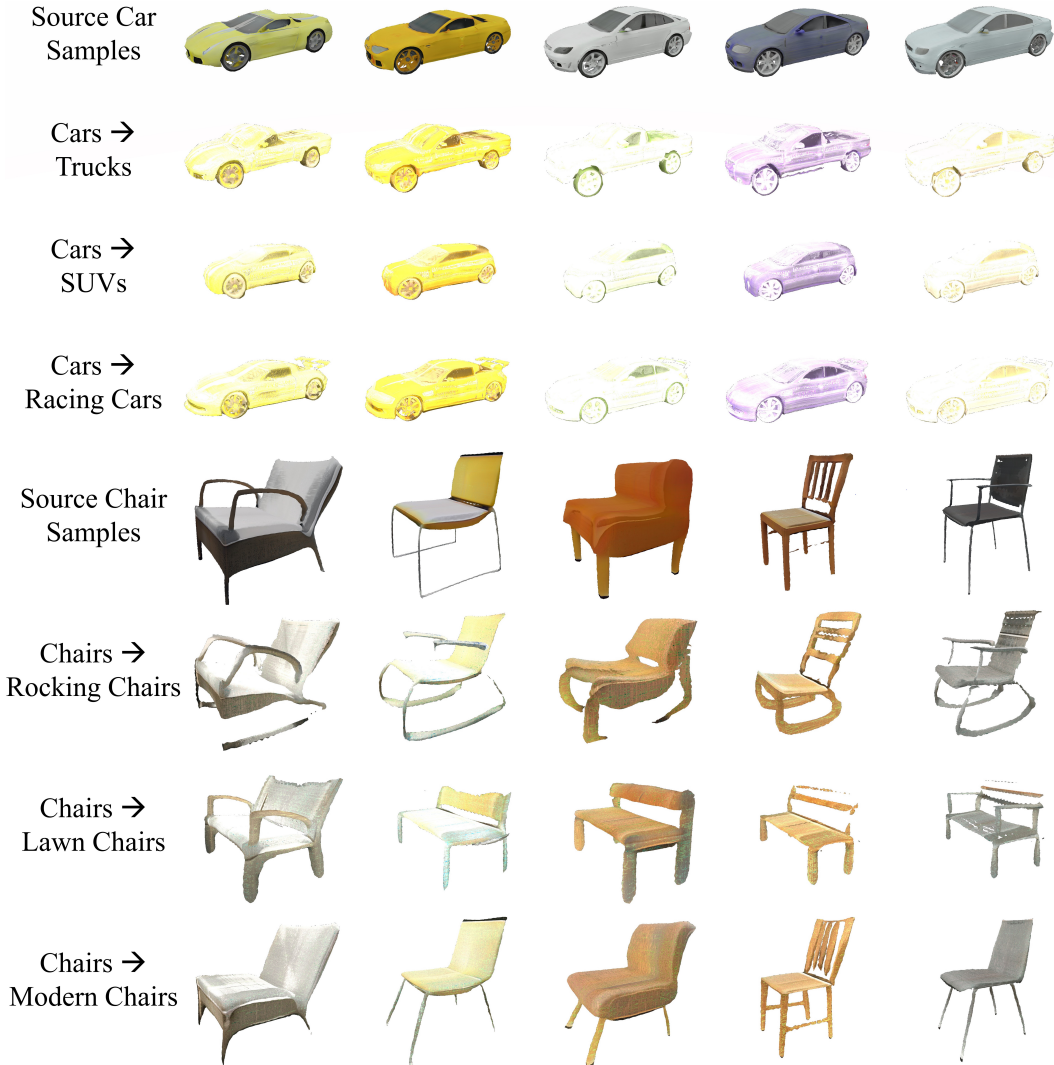 Source Car
Samples
Cars →
Trucks
Cars →
SUVs
Cars →
Racing Cars
Source Chair
Samples
Chairs →
Rocking Chairs
Chairs →
Lawn Chairs
Chairs →
Modern Chairs